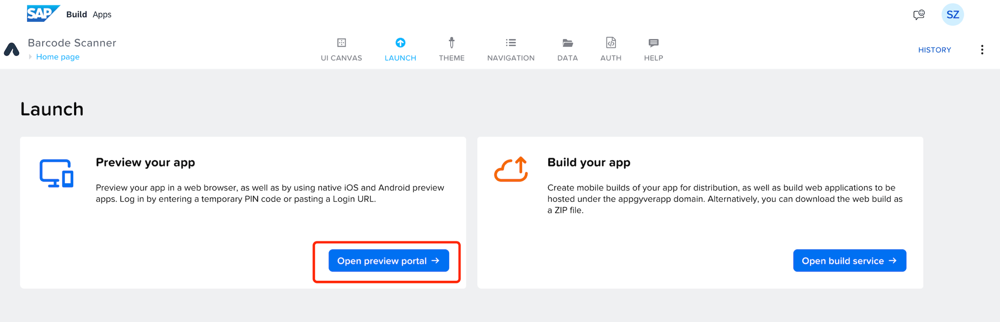 SAP Build Apps
SZ
Barcode Scanner
Home page
UI CANVAS
LAUNCH
THEME
NAVIGATION
DATA
AUTH
HELP
HISTORY
Launch
Preview your app
Preview your app in a web browser, as well as by using native iOS and Android preview
apps. Log in by entering a temporary PIN code or pasting a Login URL.
Open preview portal →
Build your app
Create mobile builds of your app for distribution, as well as build web applications to be
hosted under the appgyverapp domain. Alternatively, you can download the web build as
a ZIP file.
Open build service →